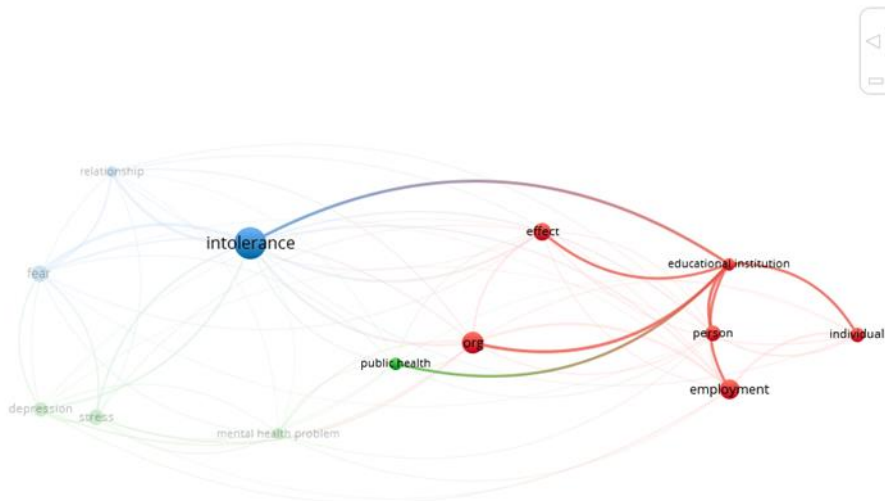 relationship
intolerance
effect
fear
educational institution
person
individual
org
public health
employment
depression
stress
mental health problem